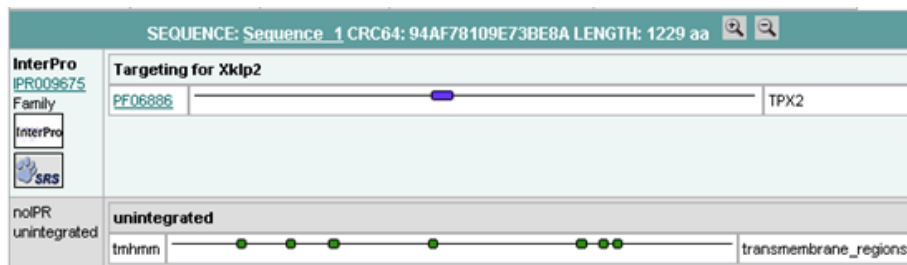 SEQUENCE: Sequence_1 CRC64: 94AF78109E73BE8A LENGTH: 1229 aa
InterPro
IPR009675
Family
InterPro
SRS
Targeting for Xklp2
PF06886
TPX2
noIPR
unintegrated
unintegrated
tmhmm
transmembrane_regions